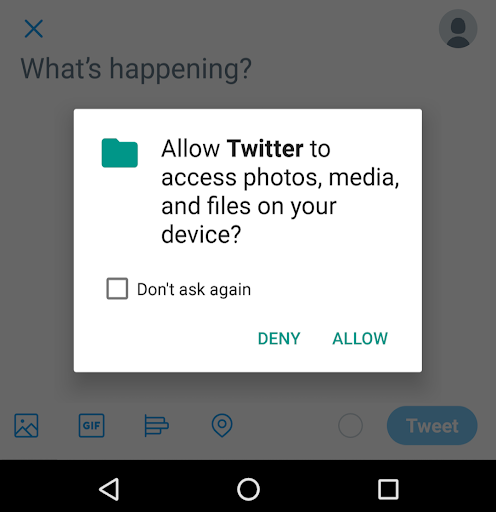 What's happening?
Allow Twitter to
access photos, media,
and files on your
device?
Don't ask again
DENY ALLOW
GIF
Tweet